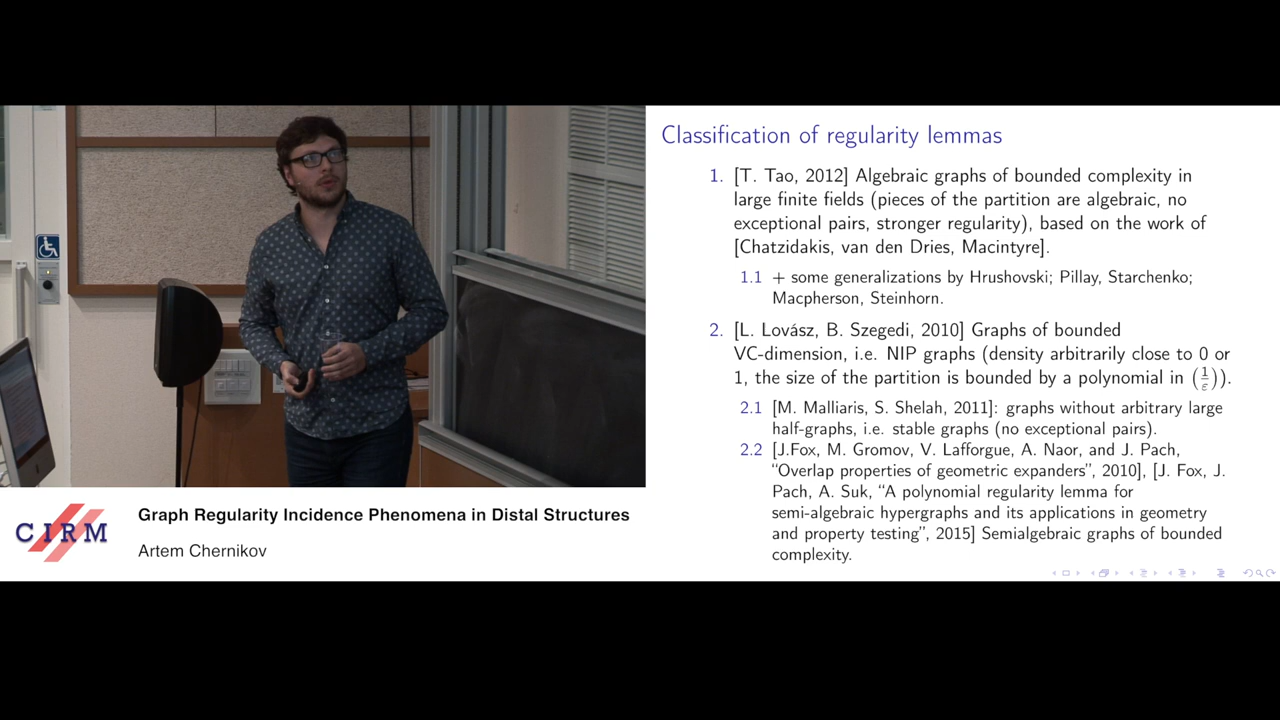 Classification of regularity lemmas
1. [T. Tao, 2012] Algebraic graphs of bounded complexity in
large finite fields (pieces of the partition are algebraic, no
exceptional pairs, stronger regularity), based on the work of
[Chatzidakis, van den Dries, Macintyre].
1.1 + some generalizations by Hrushovski; Pillay, Starchenko;
Macpherson, Steinhorn.
2. [L. Lovász, B. Szegedi, 2010] Graphs of bounded
VC-dimension, i.e. NIP graphs (density arbitrarily close to 0 or
1, the size of the partition is bounded by a polynomial in (1/ε)).
2.1 [M. Malliaris, S. Shelah, 2011]: graphs without arbitrary large
half-graphs, i.e. stable graphs (no exceptional pairs).
2.2 [J.Fox, M. Gromov, V. Lafforgue, A. Naor, and J. Pach,
“Overlap properties of geometric expanders”, 2010], [J. Fox, J.
Pach, A. Suk, “A polynomial regularity lemma for
semi-algebraic hypergraphs and its applications in geometry
and property testing”, 2015] Semialgebraic graphs of bounded
complexity.
CIRM
Graph Regularity Incidence Phenomena in Distal Structures
Artem Chernikov